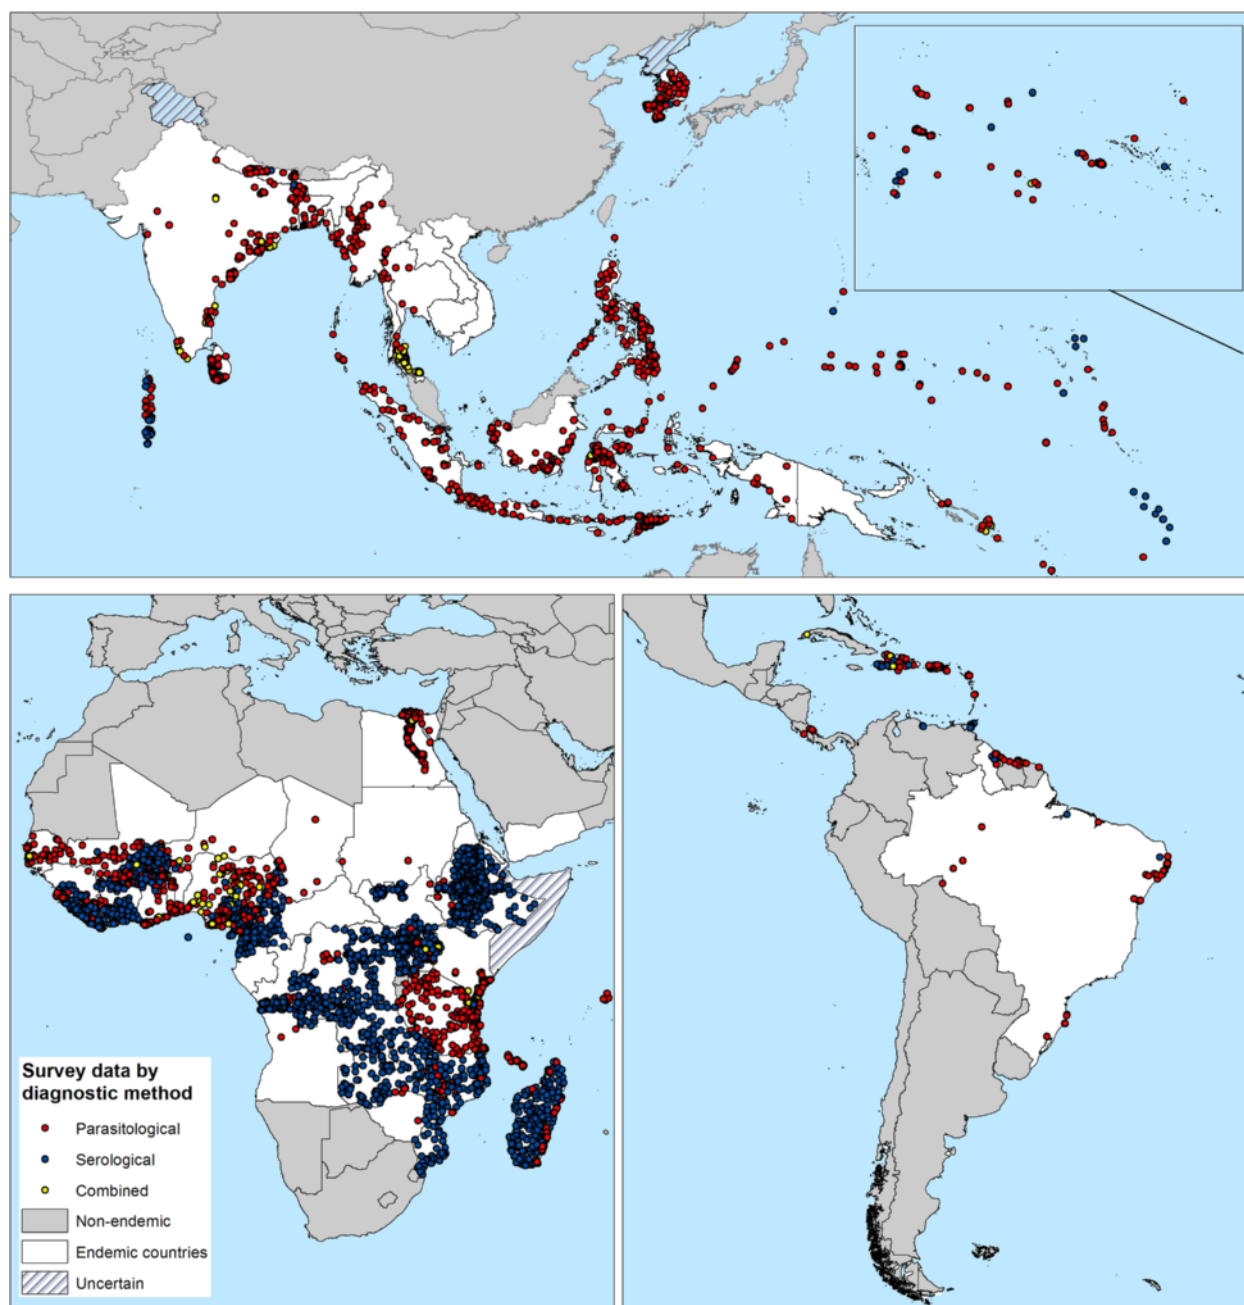 Survey data by
diagnostic method
Parasitological
Serological
Combined
Non-endemic
Endemic countries
Uncertain